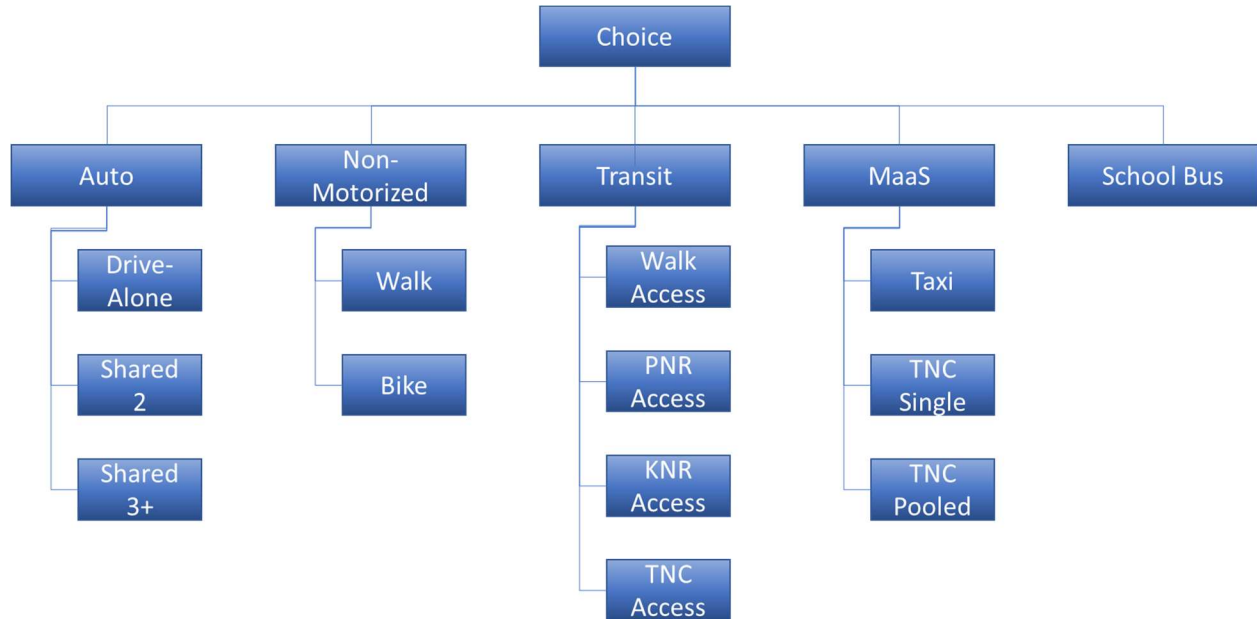 Choice
Auto
Non-
Motorized
Transit
MaaS
School Bus
Drive-
Alone
Shared
2
Shared
3+
Walk
Bike
Walk
Access
PNR
Access
KNR
Access
TNC
Access
Taxi
TNC
Single
TNC
Pooled